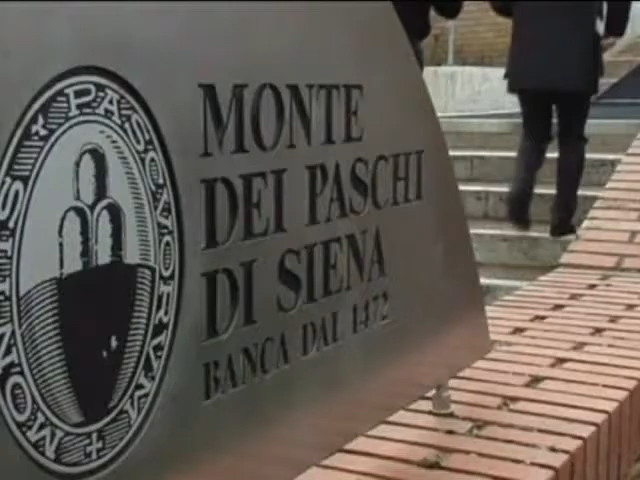 MONTIS PASCVORVM
MONTE
DEI PASCHI
DI SIENA
BANCA DAL 1472